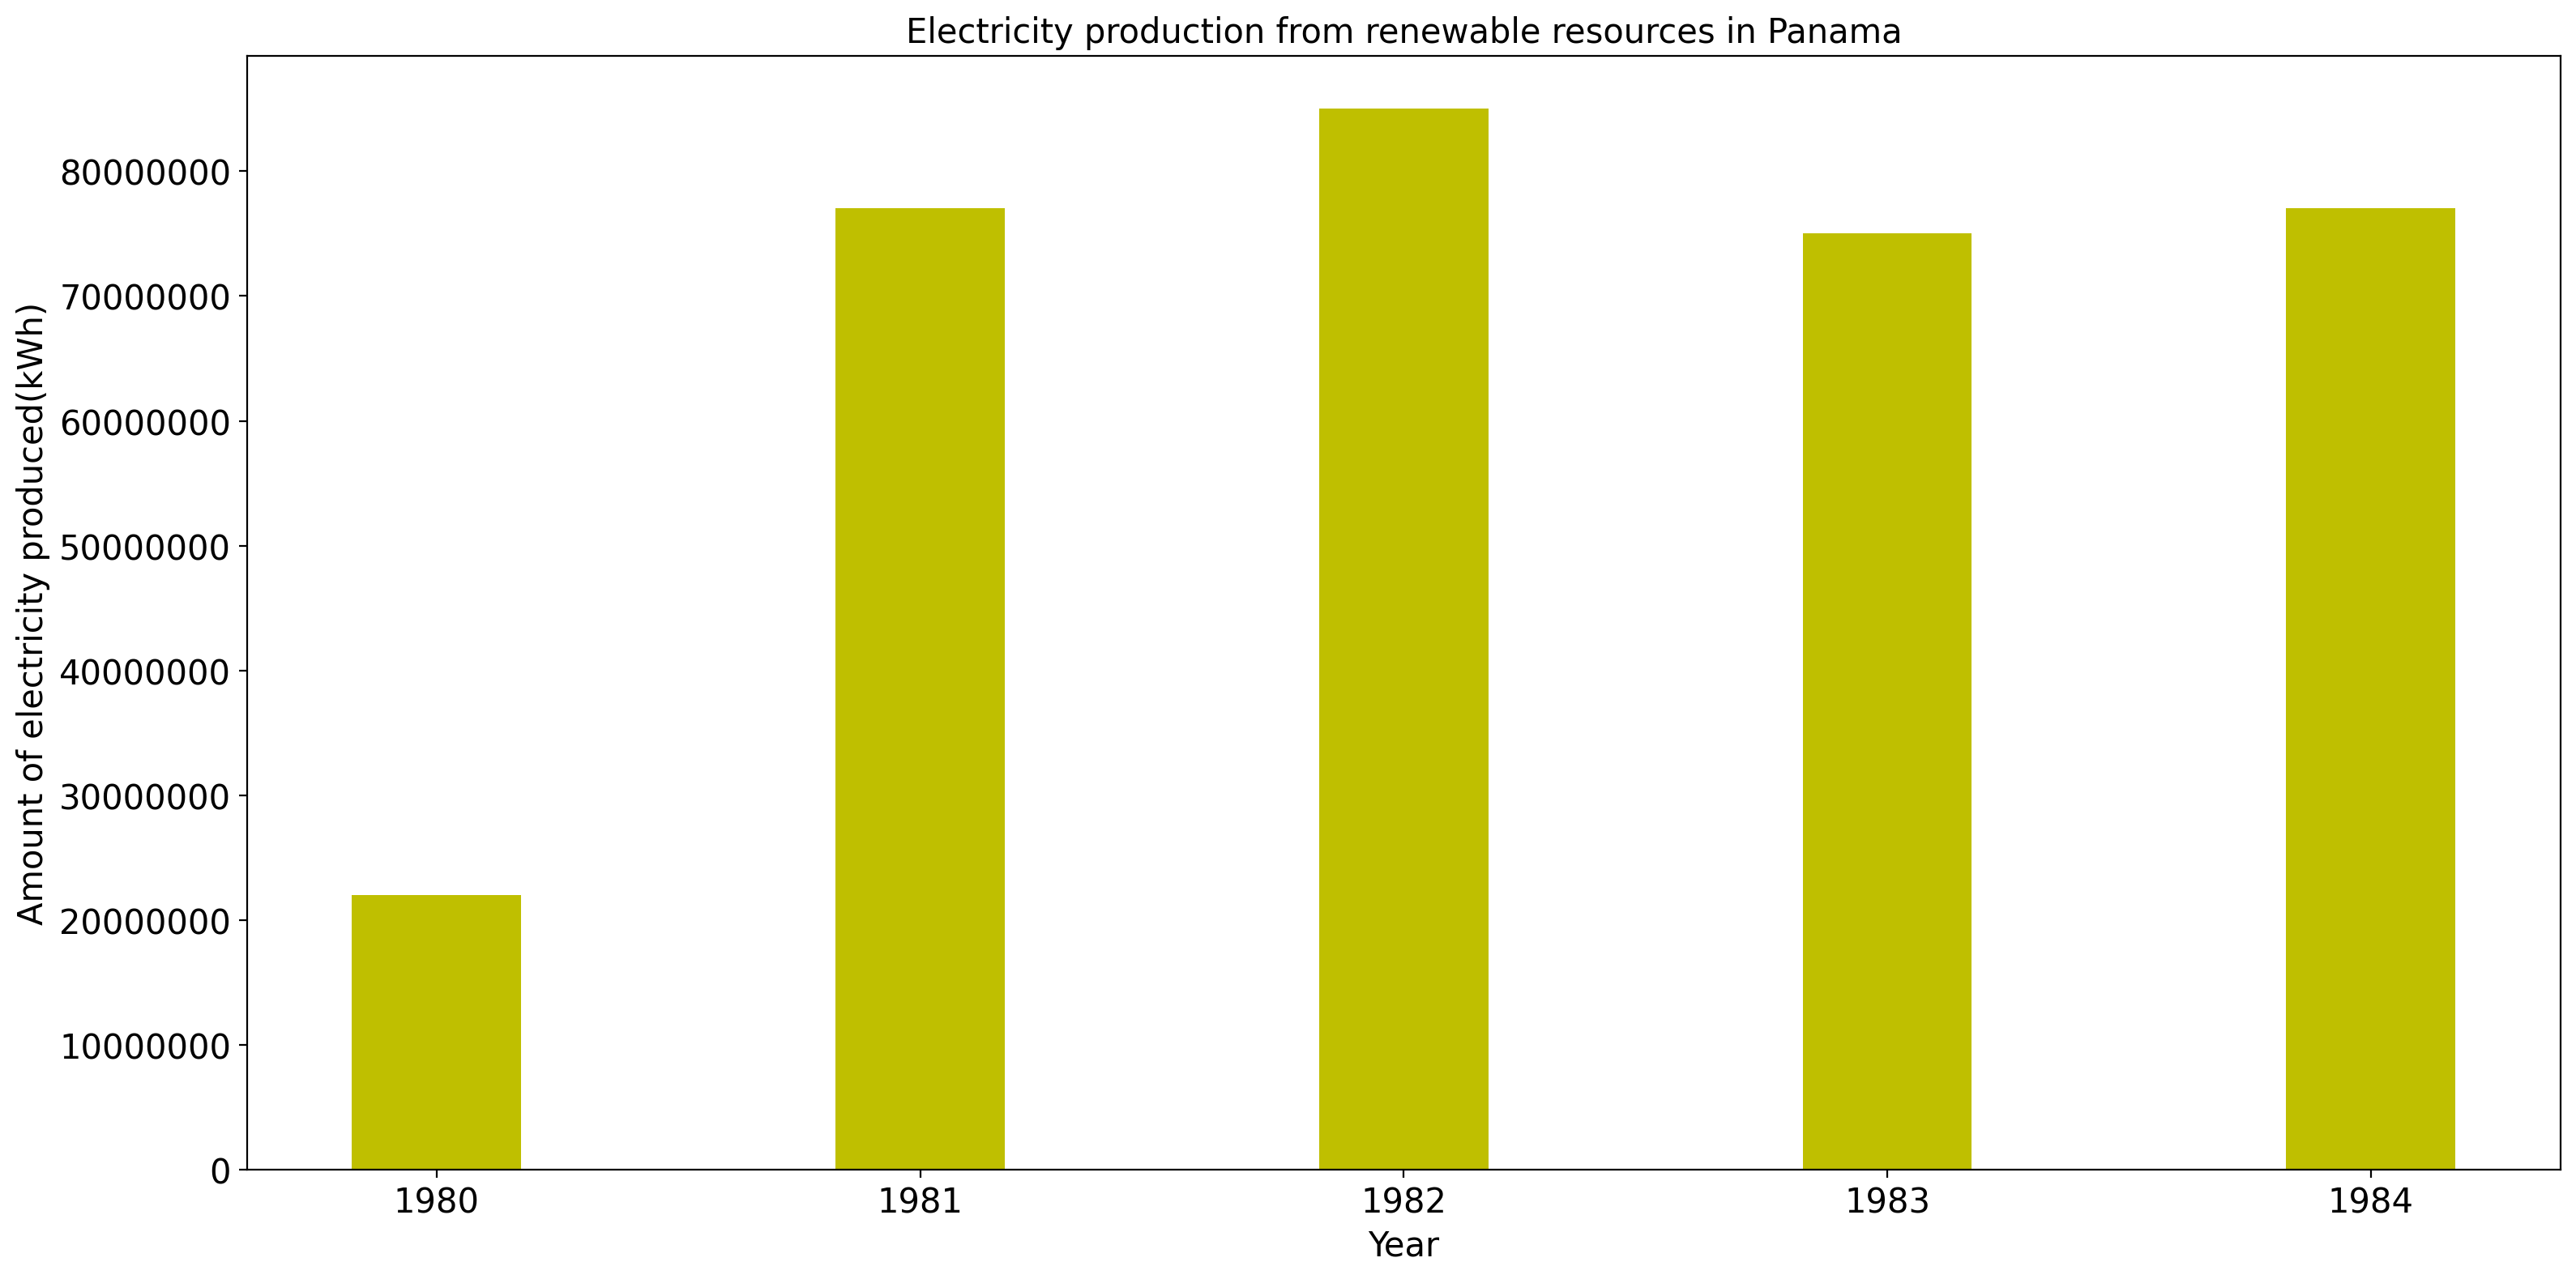 Electricity production from renewable resources in Panama
Amount of electricity produced(kWh)
80000000
70000000
60000000
50000000
40000000
30000000
20000000
10000000
0
1980 1981 1982 1983 1984
Year